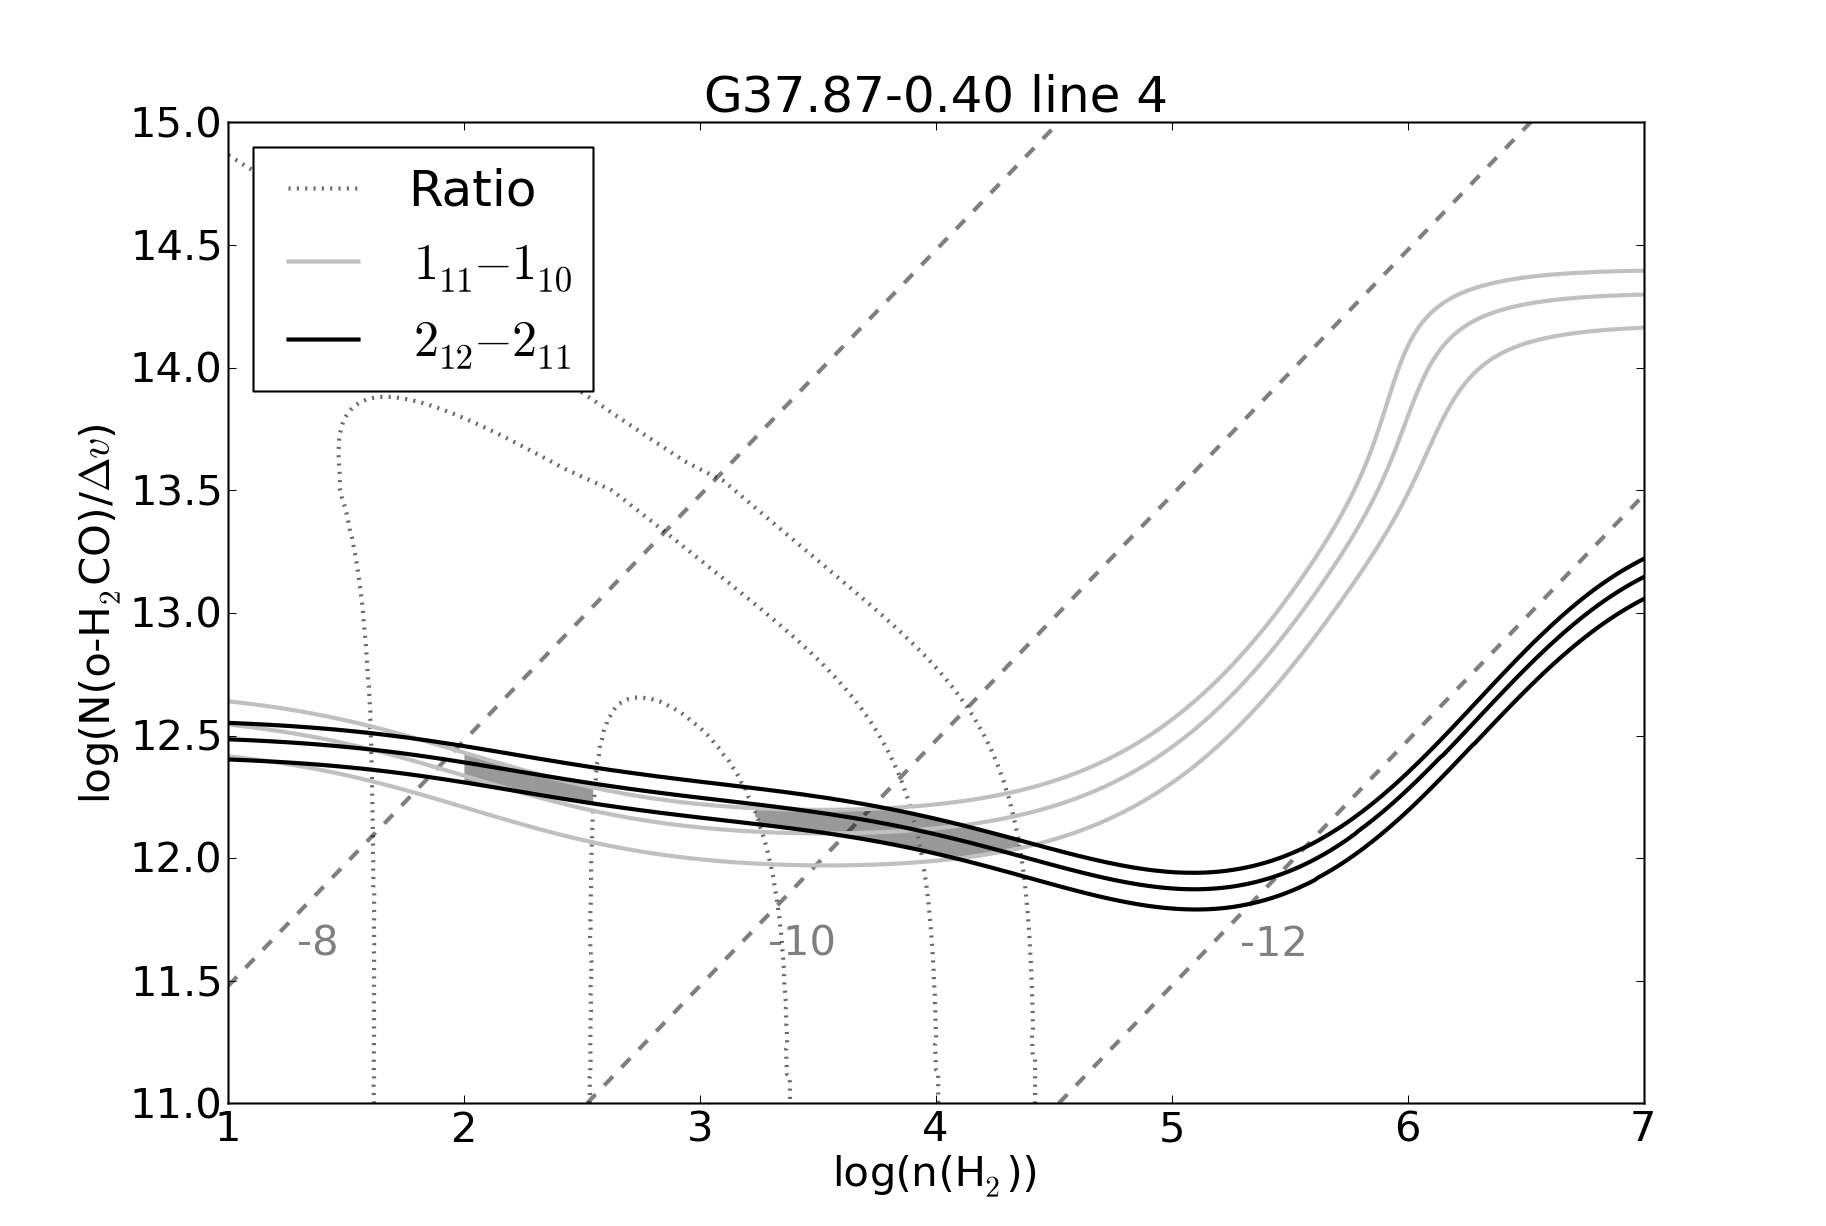 G37.87-0.40 line 4
15.0
14.5
14.0
13.5
13.0
12.5
12.0
11.5
11.0
log(N(o-H₂CO)/Δv)
Ratio
1₁₁−1₁₀
2₁₂−2₁₁
-8
-10
-12
1 2 3 4 5 6 7
log(n(H₂))